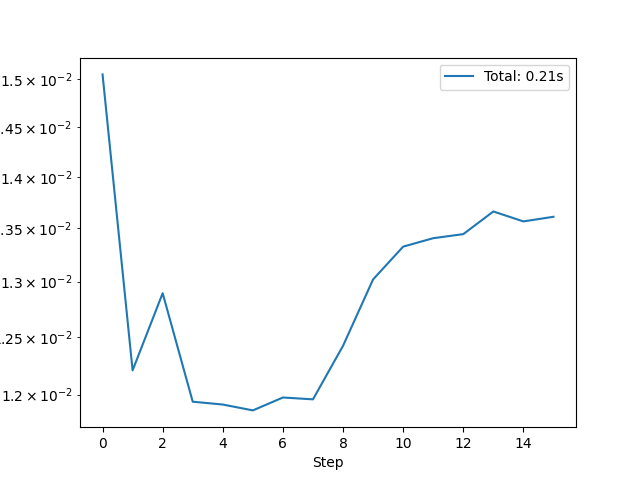 Total: 0.21s
1.5 × 10⁻²
.45 × 10⁻²
1.4 × 10⁻²
.35 × 10⁻²
1.3 × 10⁻²
.25 × 10⁻²
1.2 × 10⁻²
0 2 4 6 8 10 12 14
Step